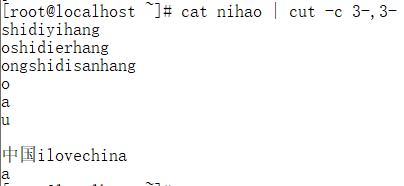 [root@localhost ~]# cat nihao | cut -c 3-,3-
shidiyihang
oshidierhang
ongshidisanhang
o
a
u

中国ilovechina
a